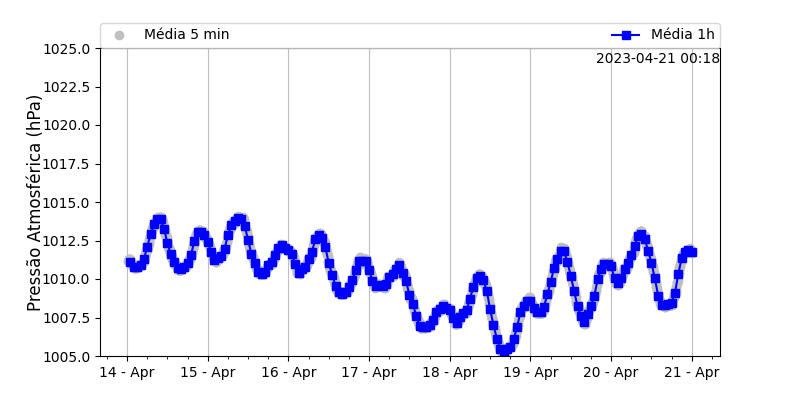 Média 5 min
Média 1h
2023-04-21 00:18
Pressão Atmosférica (hPa)
1025.0
1022.5
1020.0
1017.5
1015.0
1012.5
1010.0
1007.5
1005.0
14 - Apr
15 - Apr
16 - Apr
17 - Apr
18 - Apr
19 - Apr
20 - Apr
21 - Apr